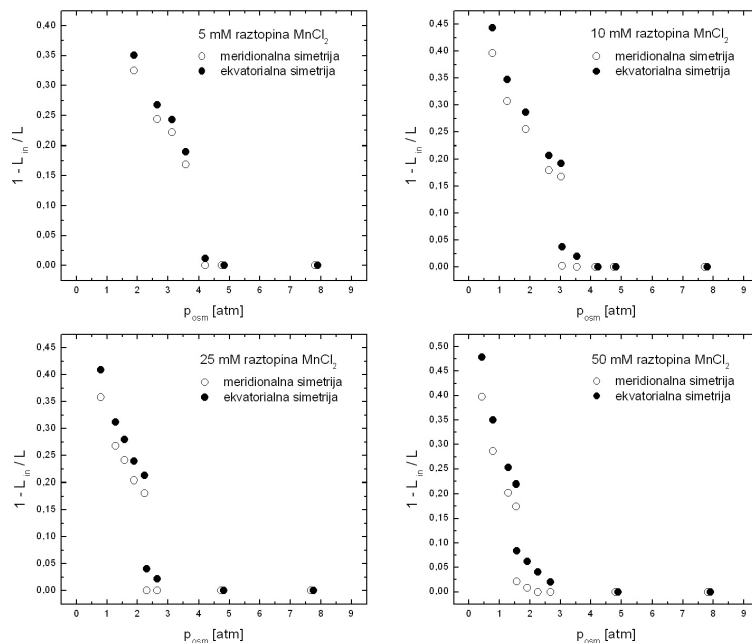 5 mM raztopina MnCl2
meridionalna simetrija
ekvatorialna simetrija
1 - Lin / L
0,40
0,35
0,30
0,25
0,20
0,15
0,10
0,05
0,00
0 1 2 3 4 5 6 7 8 9
posm [atm]
10 mM raztopina MnCl2
meridionalna simetrija
ekvatorialna simetrija
1 - Lin / L
0,45
0,40
0,35
0,30
0,25
0,20
0,15
0,10
0,05
0,00
0 1 2 3 4 5 6 7 8 9
posm [atm]
25 mM raztopina MnCl2
meridionalna simetrija
ekvatorialna simetrija
1 - Lin / L
0,45
0,40
0,35
0,30
0,25
0,20
0,15
0,10
0,05
0,00
0 1 2 3 4 5 6 7 8 9
posm [atm]
50 mM raztopina MnCl2
meridionalna simetrija
ekvatorialna simetrija
1 - Lin / L
0,50
0,45
0,40
0,35
0,30
0,25
0,20
0,15
0,10
0,05
0,00
0 1 2 3 4 5 6 7 8 9
posm [atm]